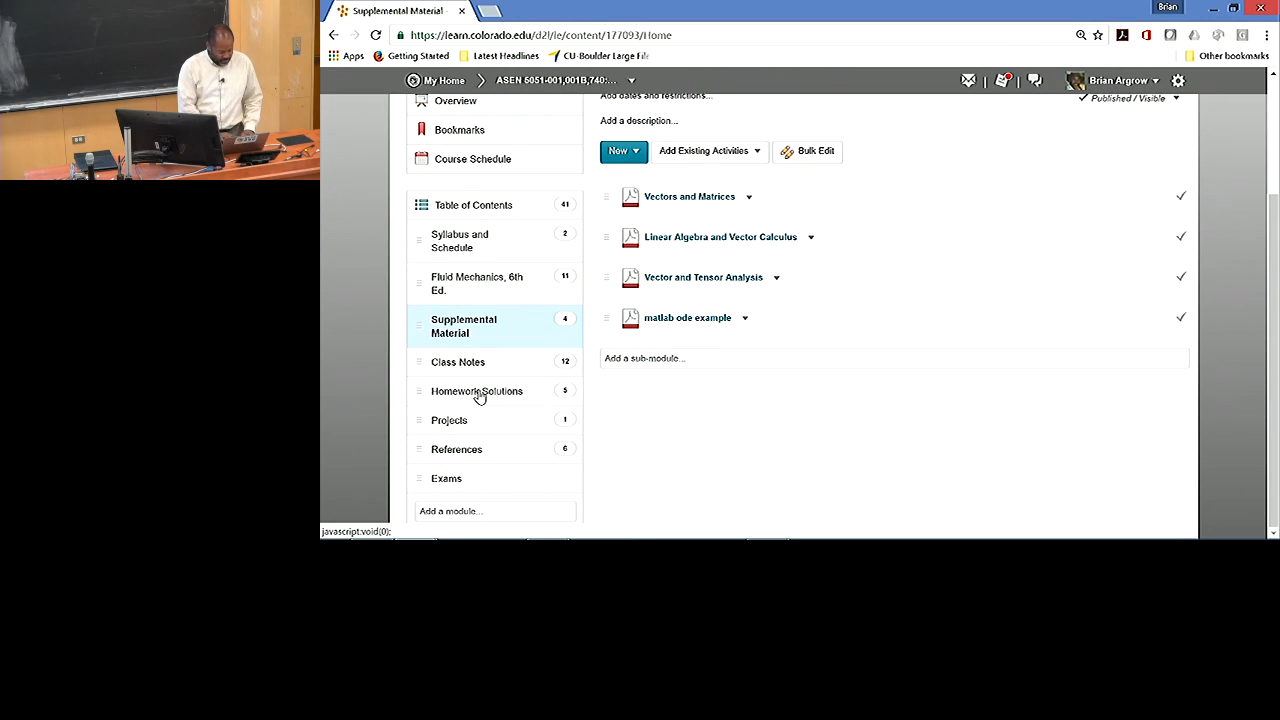 Supplemental Material
Brian
https://learn.colorado.edu/d2l/le/content/177093/Home
Apps
Getting Started
Latest Headlines
CU-Boulder Large File
Other bookmarks
My Home
ASEN 5051-001,001B,740:...
Brian Argrow
Overview
Add dates and restrictions...
Published / Visible
Add a description...
Bookmarks
New
Add Existing Activities
Bulk Edit
Course Schedule
Vectors and Matrices
Table of Contents 41
Linear Algebra and Vector Calculus
Syllabus and 2
Schedule
Fluid Mechanics, 6th 11
Ed.
Vector and Tensor Analysis
Supplemental 4
Material
matlab ode example
Class Notes 12
Add a sub-module...
Homework Solutions 5
Projects 1
References 6
Exams
Add a module...
javascript:void(0);